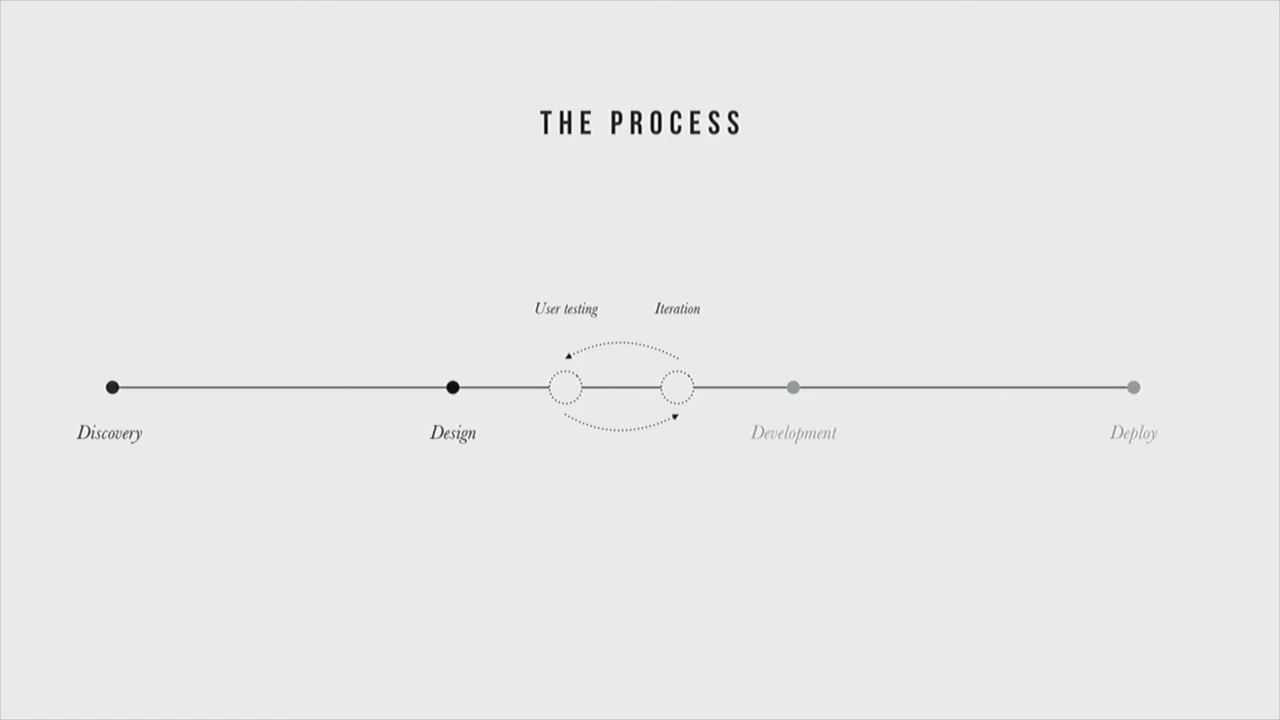 THE PROCESS
User testing
Iteration
Discovery
Design
Development
Deploy